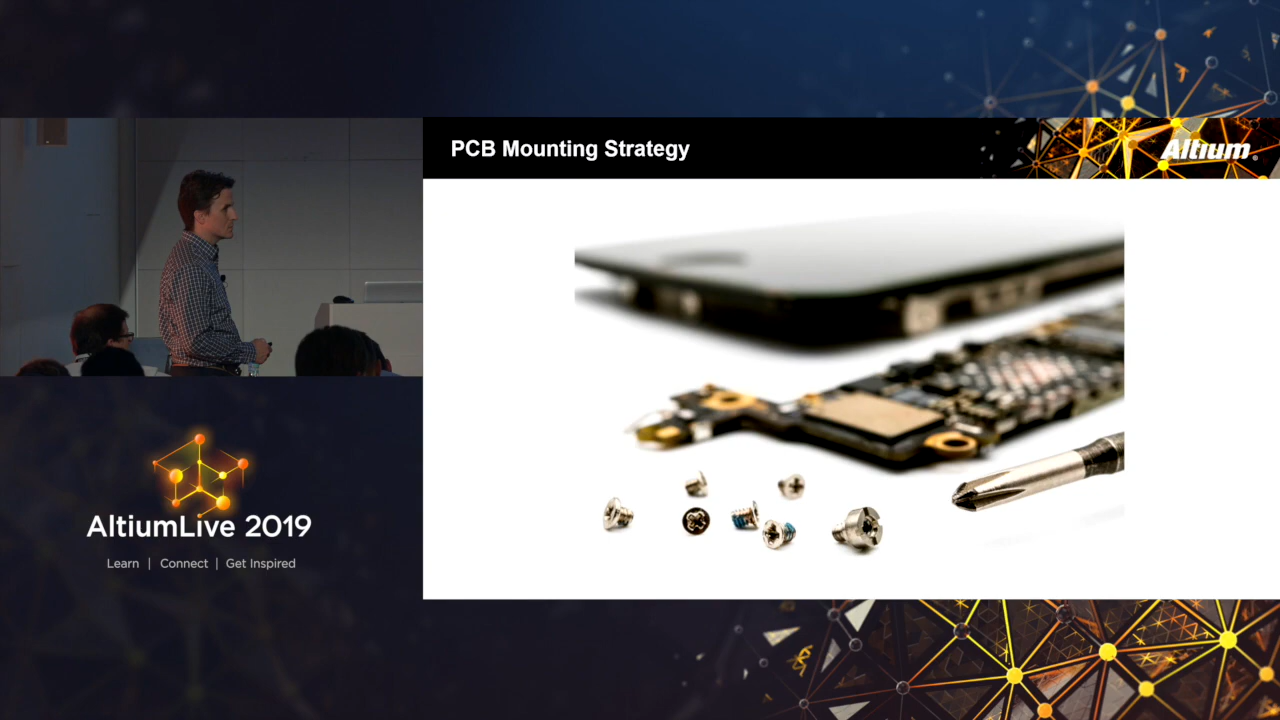 PCB Mounting Strategy
Altium
AltiumLive 2019
Learn | Connect | Get Inspired